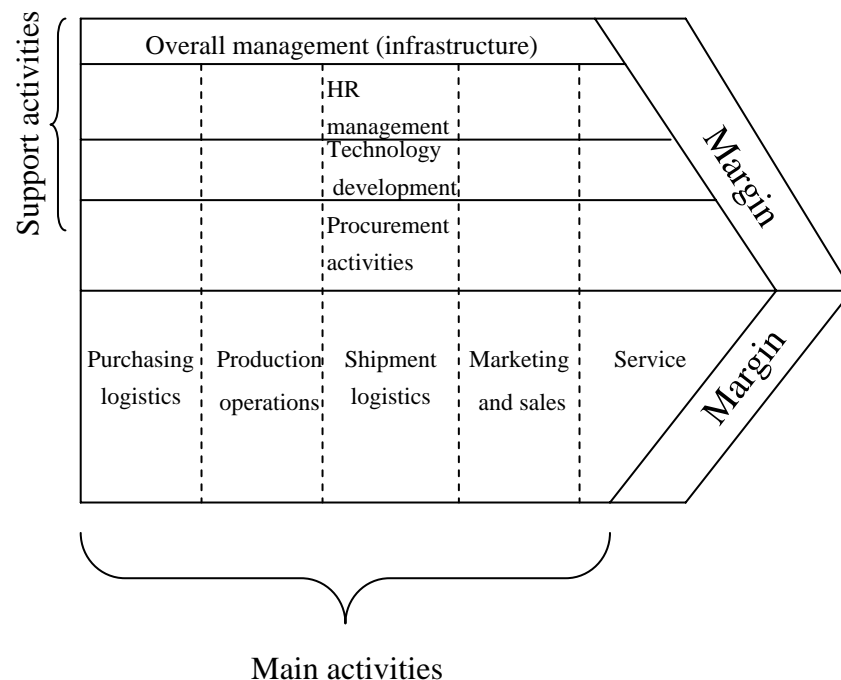 Support activities
Overall management (infrastructure)
HR
management
Technology
development
Procurement
activities
Margin
Purchasing
logistics
Production
operations
Shipment
logistics
Marketing
and sales
Service
Margin
Main activities